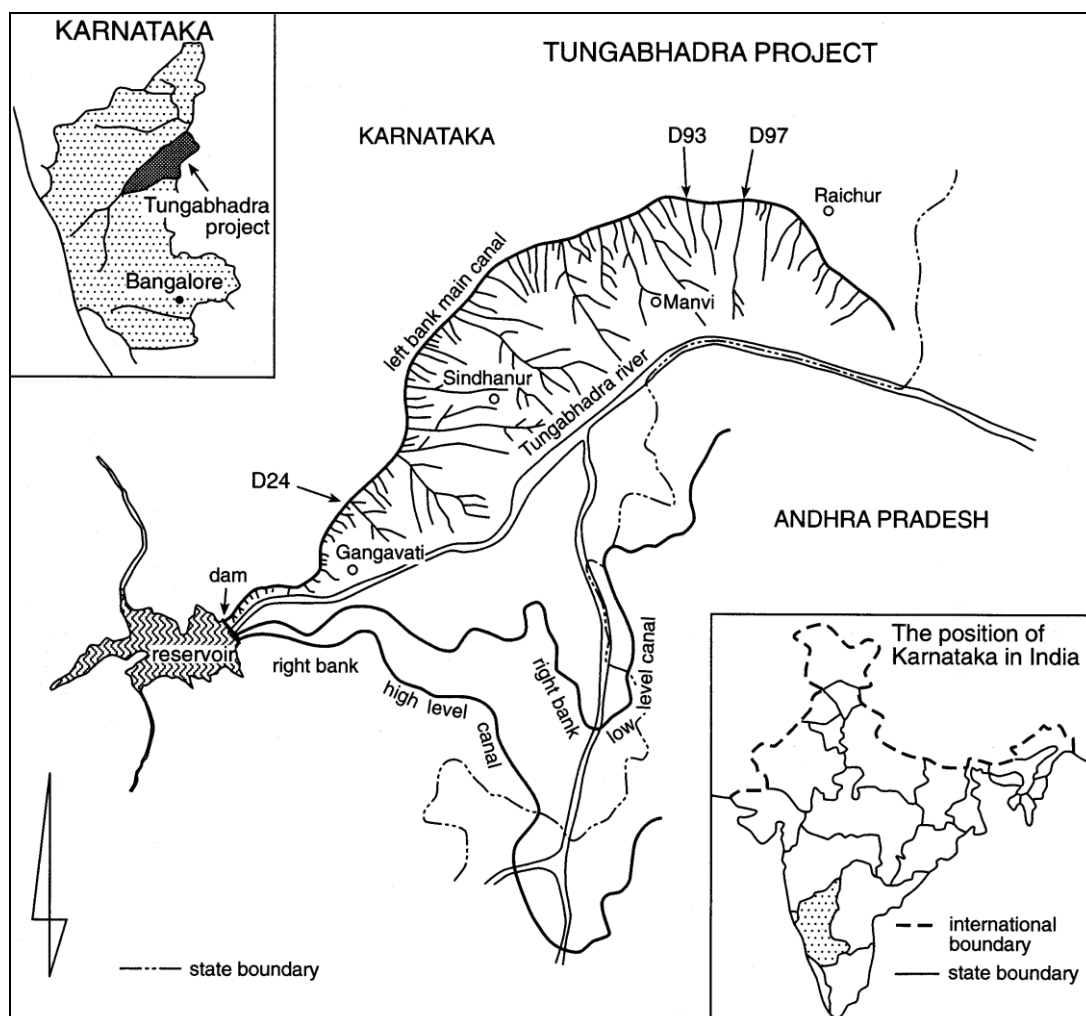 KARNATAKA
Tungabhadra
project
Bangalore
TUNGABHADRA PROJECT
KARNATAKA
D93
D97
Raichur
left bank main canal
Manvi
Sindhanur
Tungabhadra river
D24
Gangavati
ANDHRA PRADESH
dam
reservoir
right bank
high level
canal
right bank
low level canal
state boundary
The position of
Karnataka in India
international
boundary
state boundary